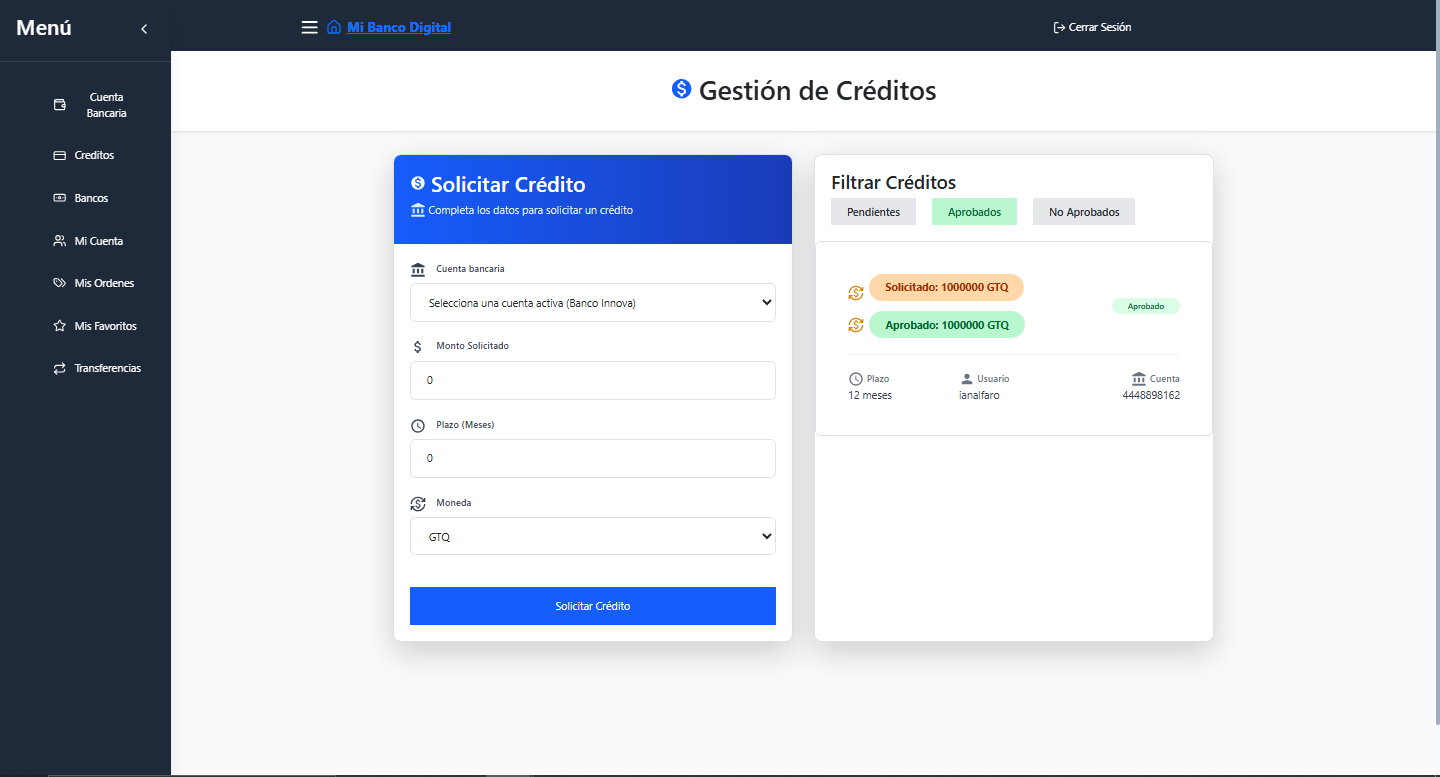 Menú
Mi Banco Digital
Cerrar Sesión
Cuenta
Bancaria
Creditos
Bancos
Mi Cuenta
Mis Ordenes
Mis Favoritos
Transferencias
Gestión de Créditos
Solicitar Crédito
Completa los datos para solicitar un crédito
Cuenta bancaria
Selecciona una cuenta activa (Banco Innova)
Monto Solicitado
0
Plazo (Meses)
0
Moneda
GTQ
Solicitar Crédito
Filtrar Créditos
Pendientes Aprobados No Aprobados
Solicitado: 1000000 GTQ
Aprobado: 1000000 GTQ
Aprobado
Plazo Usuario Cuenta
12 meses ianalfaro 4448898162